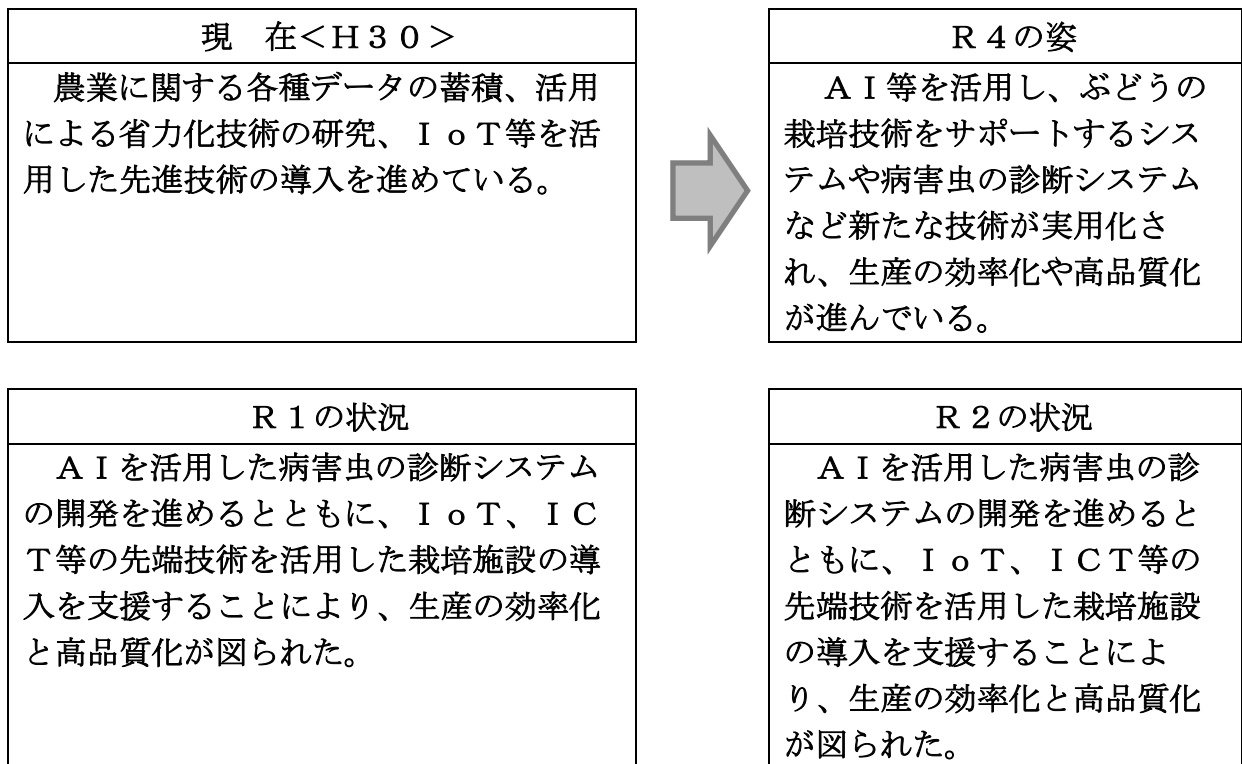 現　在＜Ｈ３０＞
農業に関する各種データの蓄積、活用
による省力化技術の研究、ＩｏＴ等を活
用した先進技術の導入を進めている。
Ｒ４の姿
ＡＩ等を活用し、ぶどうの
栽培技術をサポートするシス
テムや病害虫の診断システム
など新たな技術が実用化さ
れ、生産の効率化や高品質化
が進んでいる。
Ｒ１の状況
ＡＩを活用した病害虫の診断システム
の開発を進めるとともに、ＩｏＴ、ＩＣ
Ｔ等の先端技術を活用した栽培施設の導
入を支援することにより、生産の効率化
と高品質化が図られた。
Ｒ２の状況
ＡＩを活用した病害虫の診
断システムの開発を進めると
ともに、ＩｏＴ、ＩＣＴ等の
先端技術を活用した栽培施設
の導入を支援することによ
り、生産の効率化と高品質化
が図られた。